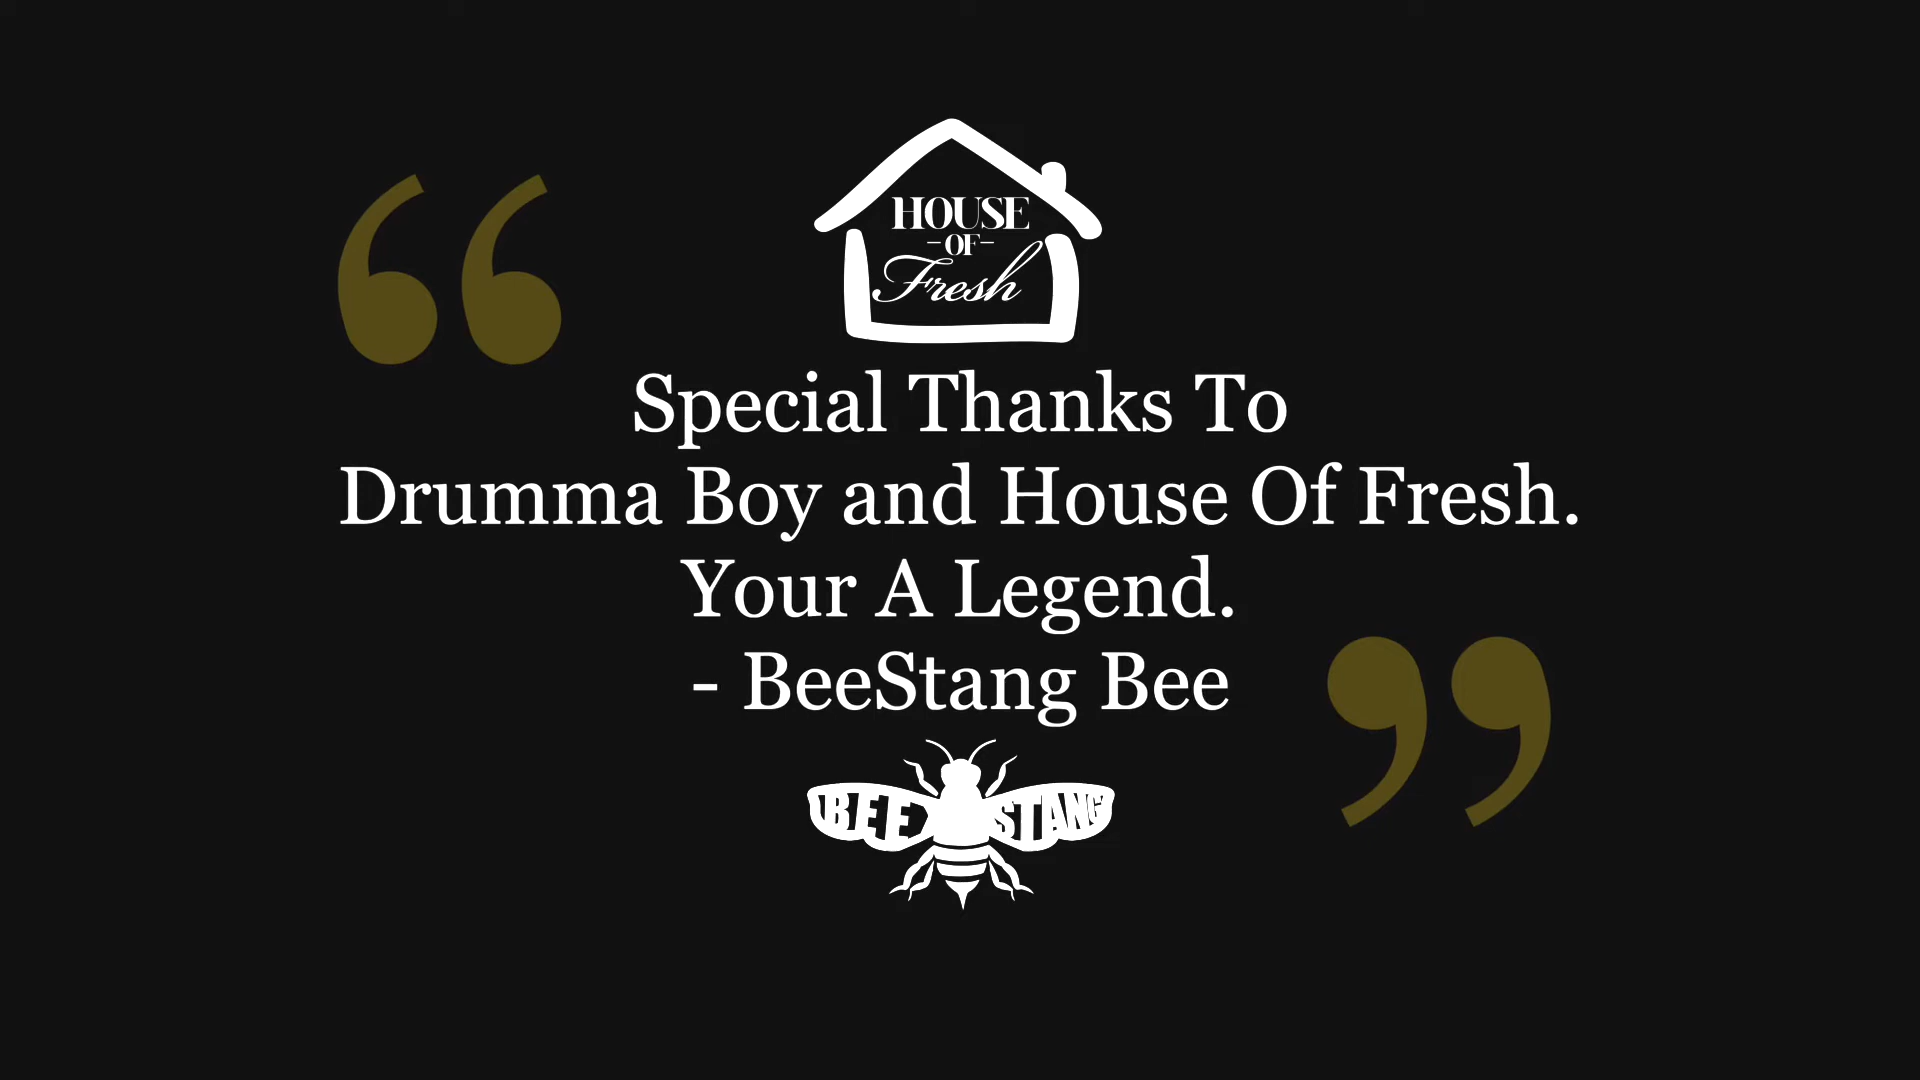 HOUSE
-OF-
Fresh
Special Thanks To
Drumma Boy and House Of Fresh.
Your A Legend.
- BeeStang Bee
BEE STANG